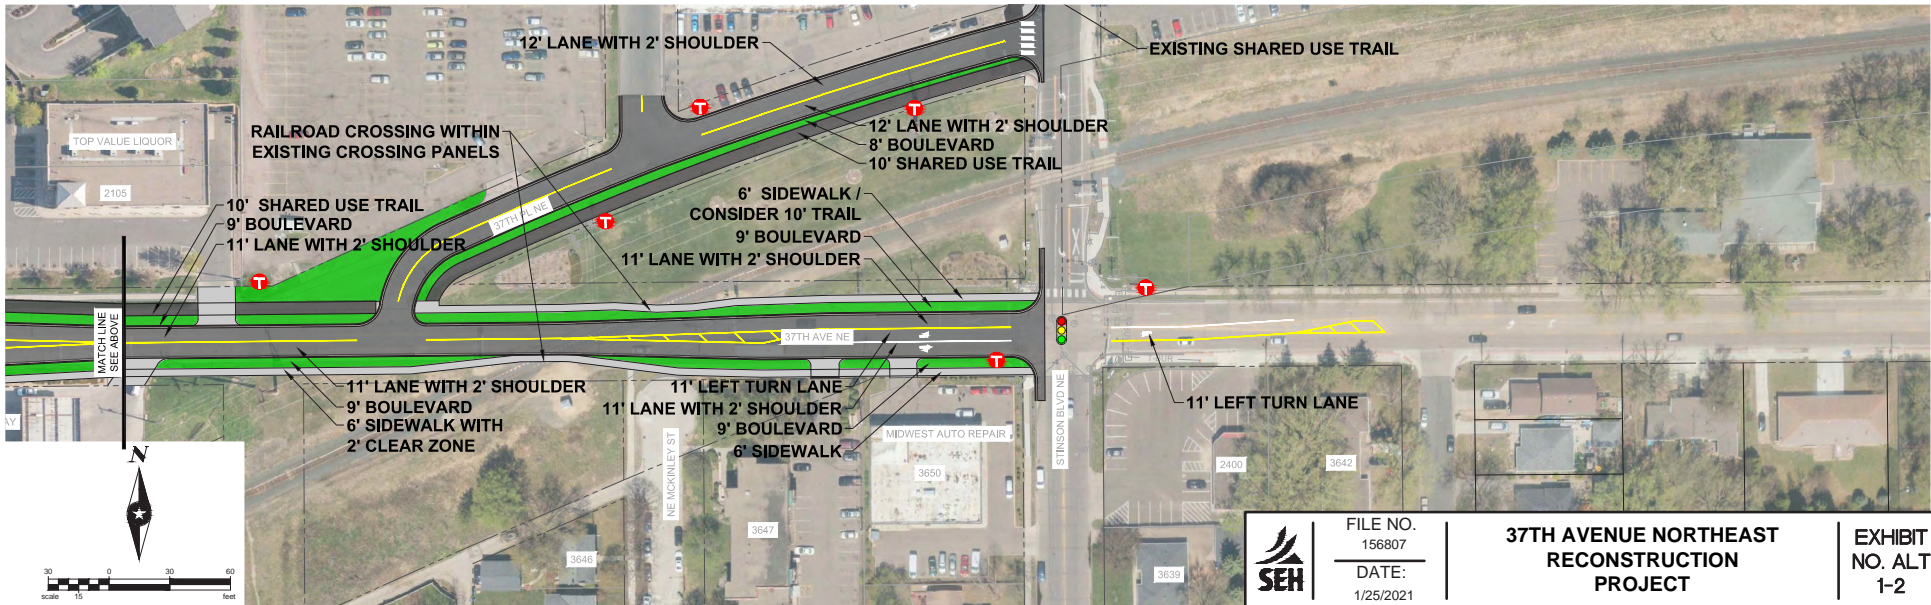 12' LANE WITH 2' SHOULDER
EXISTING SHARED USE TRAIL
RAILROAD CROSSING WITHIN
EXISTING CROSSING PANELS
12' LANE WITH 2' SHOULDER
8' BOULEVARD
10' SHARED USE TRAIL
TOP VALUE LIQUOR
2105
10' SHARED USE TRAIL
9' BOULEVARD
11' LANE WITH 2' SHOULDER
37TH PL NE
6' SIDEWALK /
CONSIDER 10' TRAIL
9' BOULEVARD
11' LANE WITH 2' SHOULDER
T
T
T
T
T
T
MATCH LINE
SEE ABOVE
37TH AVE NE
11' LANE WITH 2' SHOULDER
9' BOULEVARD
6' SIDEWALK WITH
2' CLEAR ZONE
11' LEFT TURN LANE
11' LANE WITH 2' SHOULDER
9' BOULEVARD
6' SIDEWALK
11' LEFT TURN LANE
NE MCKINLEY ST
STINSON BLVD NE
MIDWEST AUTO REPAIR
3650
2400
3642
3647
3646
3639
AY
N
30 0 30 60
scale 15 feet
SEH
FILE NO.
156807
DATE:
1/25/2021
37TH AVENUE NORTHEAST
RECONSTRUCTION
PROJECT
EXHIBIT
NO. ALT
1-2